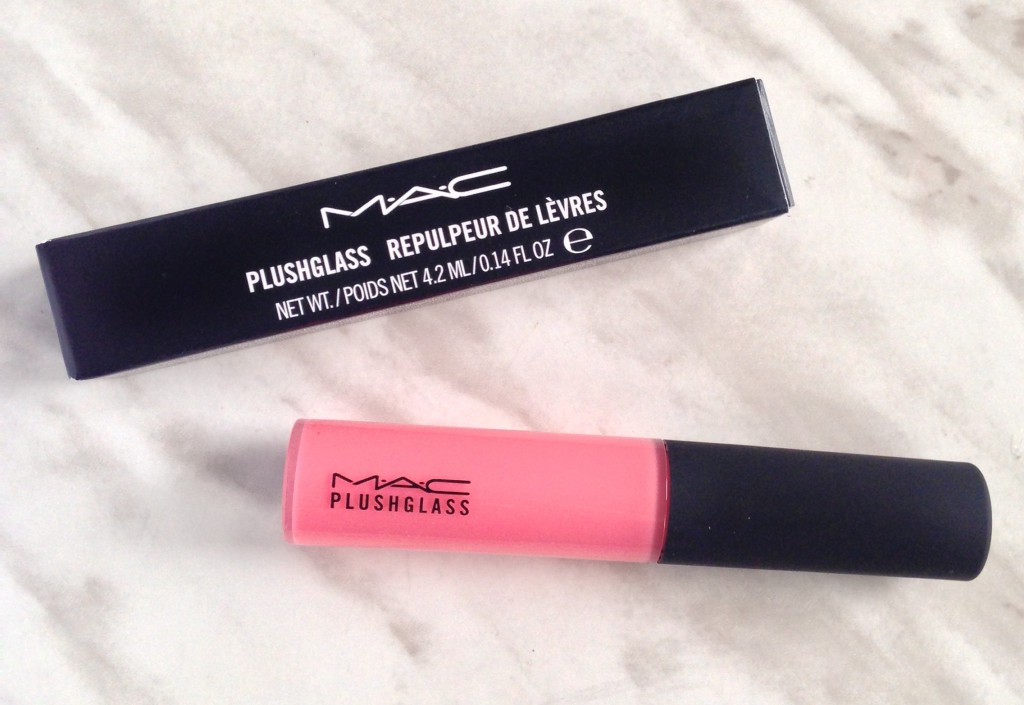 M·A·C
PLUSHGLASS REPULPEUR DE LÈVRES
NET WT. / POIDS NET 4.2 ML / 0.14 FL OZ ℮
M·A·C
PLUSHGLASS